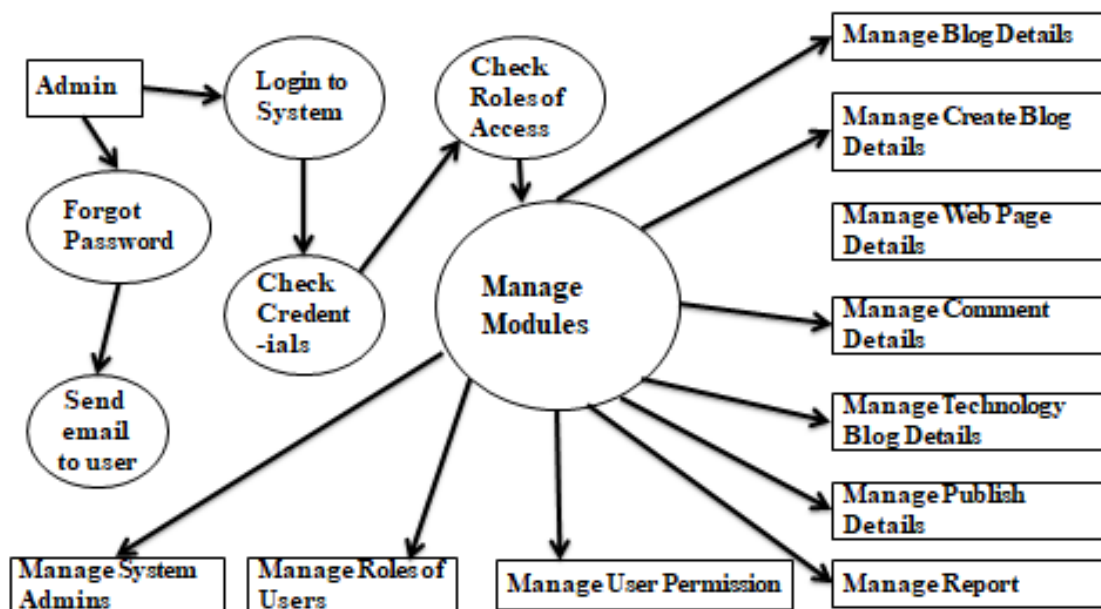 Admin
Login to
System
Check
Roles of
Access
Forgot
Password
Check
Credent
-ials
Send
email
to user
Manage
Modules
Manage Blog Details
Manage Create Blog
Details
Manage Web Page
Details
Manage Comment
Details
Manage Technology
Blog Details
Manage Publish
Details
Manage Report
Manage System
Admins
Manage Roles of
Users
Manage User Permission